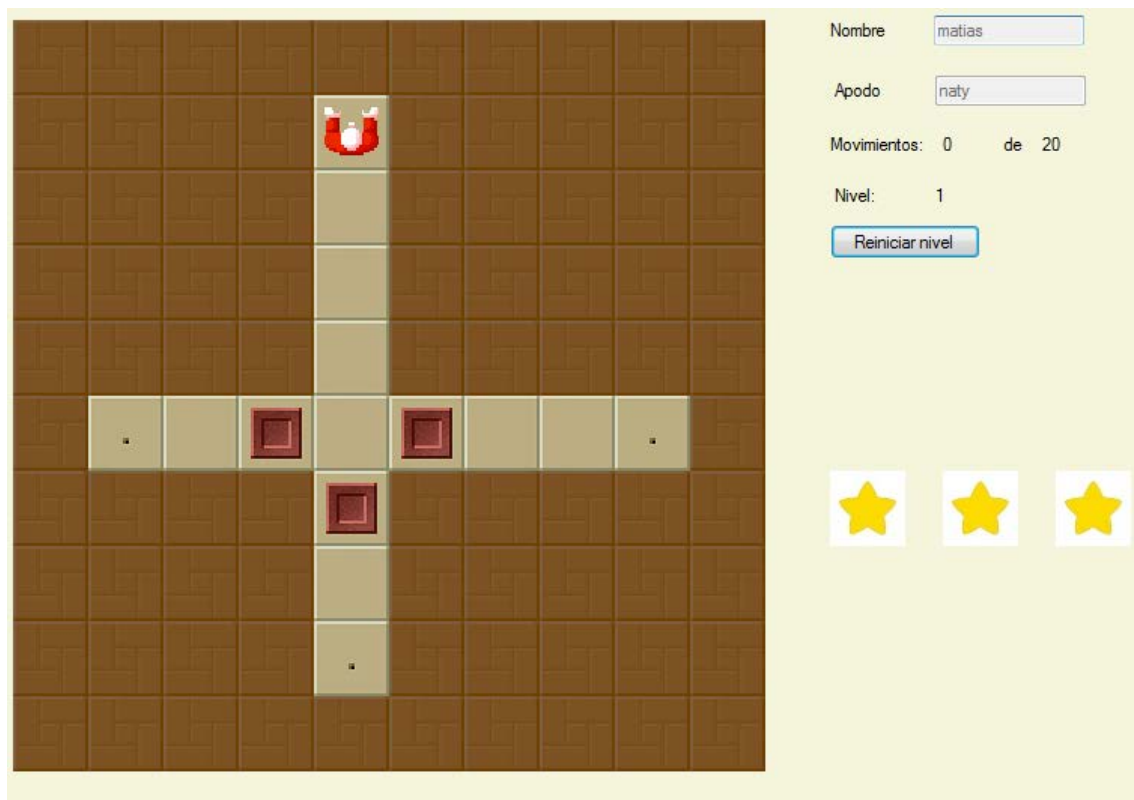 Nombre matias
Apodo naty
Movimientos: 0 de 20
Nivel: 1
Reiniciar nivel